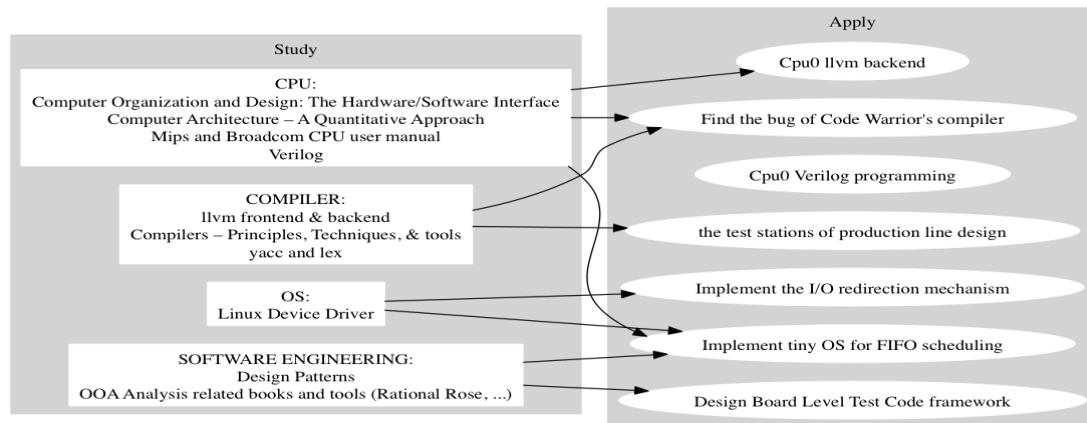 Study
CPU:
Computer Organization and Design: The Hardware/Software Interface
Computer Architecture – A Quantitative Approach
Mips and Broadcom CPU user manual
Verilog
COMPILER:
llvm frontend & backend
Compilers – Principles, Techniques, & tools
yacc and lex
OS:
Linux Device Driver
SOFTWARE ENGINEERING:
Design Patterns
OOA Analysis related books and tools (Rational Rose, ...)
Apply
Cpu0 llvm backend
Find the bug of Code Warrior's compiler
Cpu0 Verilog programming
the test stations of production line design
Implement the I/O redirection mechanism
Implement tiny OS for FIFO scheduling
Design Board Level Test Code framework